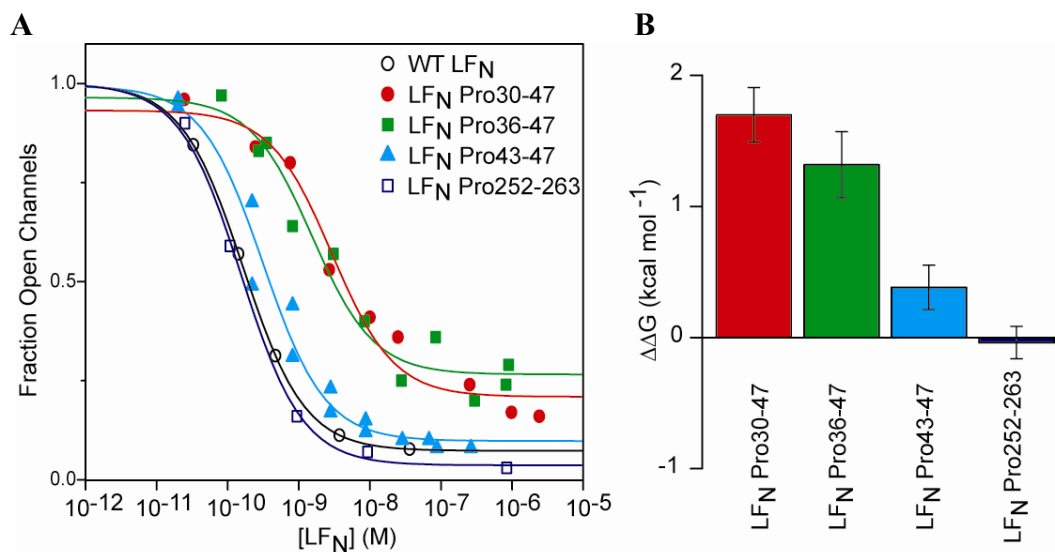 A
B
WT LFN
LFN Pro30-47
LFN Pro36-47
LFN Pro43-47
LFN Pro252-263
Fraction Open Channels
1.0
0.5
0.0
10-12 10-11 10-10 10-9 10-8 10-7 10-6 10-5
[LFN] (M)
ΔΔG (kcal mol -1)
2
1
0
-1
LFN Pro30-47
LFN Pro36-47
LFN Pro43-47
LFN Pro252-263